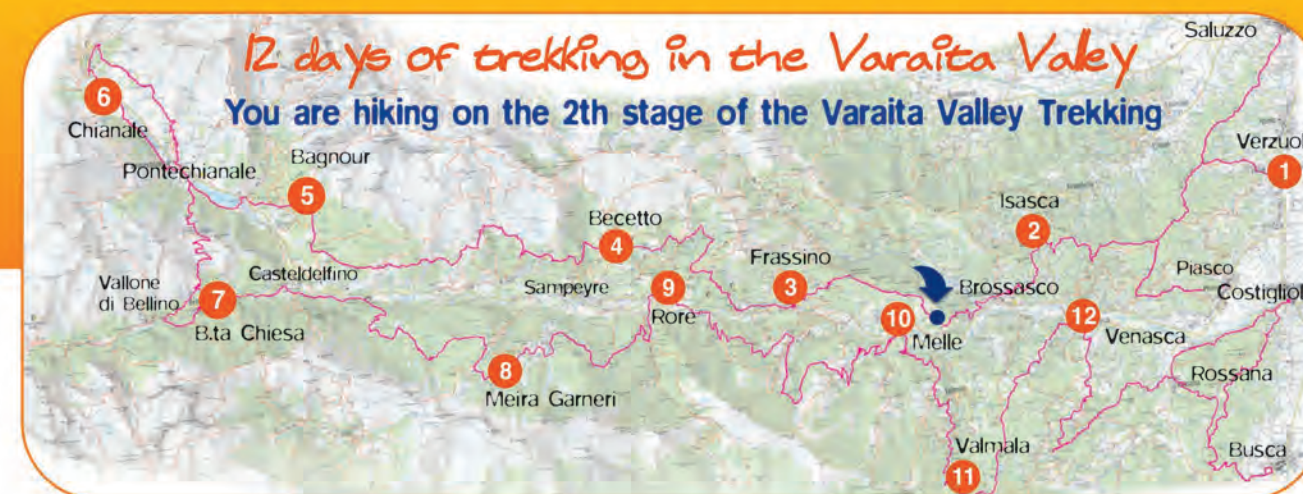 12 days of trekking in the Varaita Valley
You are hiking on the 2th stage of the Varaita Valley Trekking
Saluzzo
6
Chianale
Verzuol
1
Pontechianale
Bagnour
5
Isasca
2
Becetto
4
Frassino
3
Piasco
Costigliol
Vallone
di Bellino
7
Casteldelfino
B.ta Chiesa
Sampeyre
9
Rore
Brossasco
10
Melle
12
Venasca
8
Meira Garneri
Rossana
Valmala
11
Busca